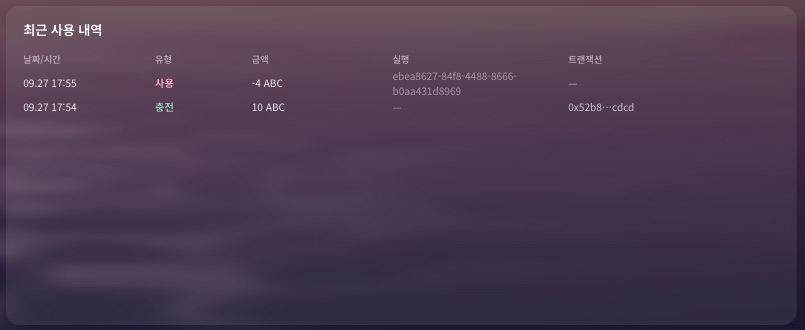 최근 사용 내역
날짜/시간 유형 금액 실행 트랜잭션
09.27 17:55 사용 -4 ABC ebea8627-84f8-4488-8666-b0aa431d8969 —
09.27 17:54 충전 10 ABC — 0x52b8…cdcd